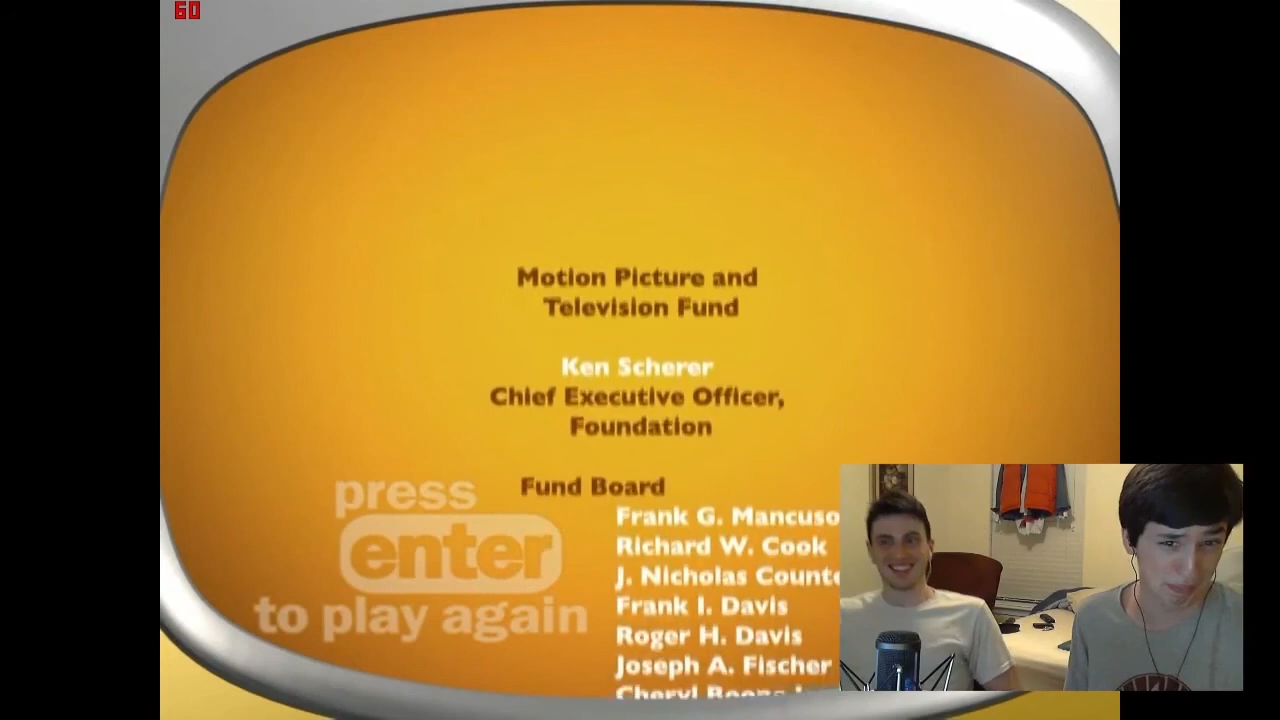 60
Motion Picture and
Television Fund
Ken Scherer
Chief Executive Officer,
Foundation
Fund Board
Frank G. Mancuso
Richard W. Cook
J. Nicholas
Frank I. Davis
Roger H. Davis
Joseph A. Fischer
Cheryl
press
enter
to play again